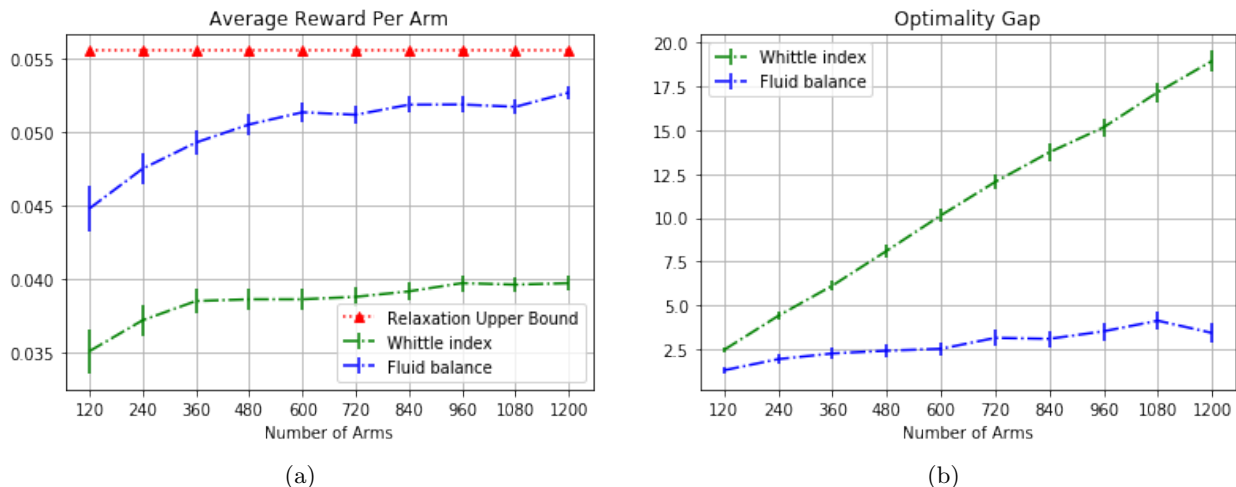 Average Reward Per Arm
0.055
0.050
0.045
0.040
0.035
Relaxation Upper Bound
Whittle index
Fluid balance
120 240 360 480 600 720 840 960 1080 1200
Number of Arms
(a)
Optimality Gap
20.0
17.5
15.0
12.5
10.0
7.5
5.0
2.5
Whittle index
Fluid balance
120 240 360 480 600 720 840 960 1080 1200
Number of Arms
(b)